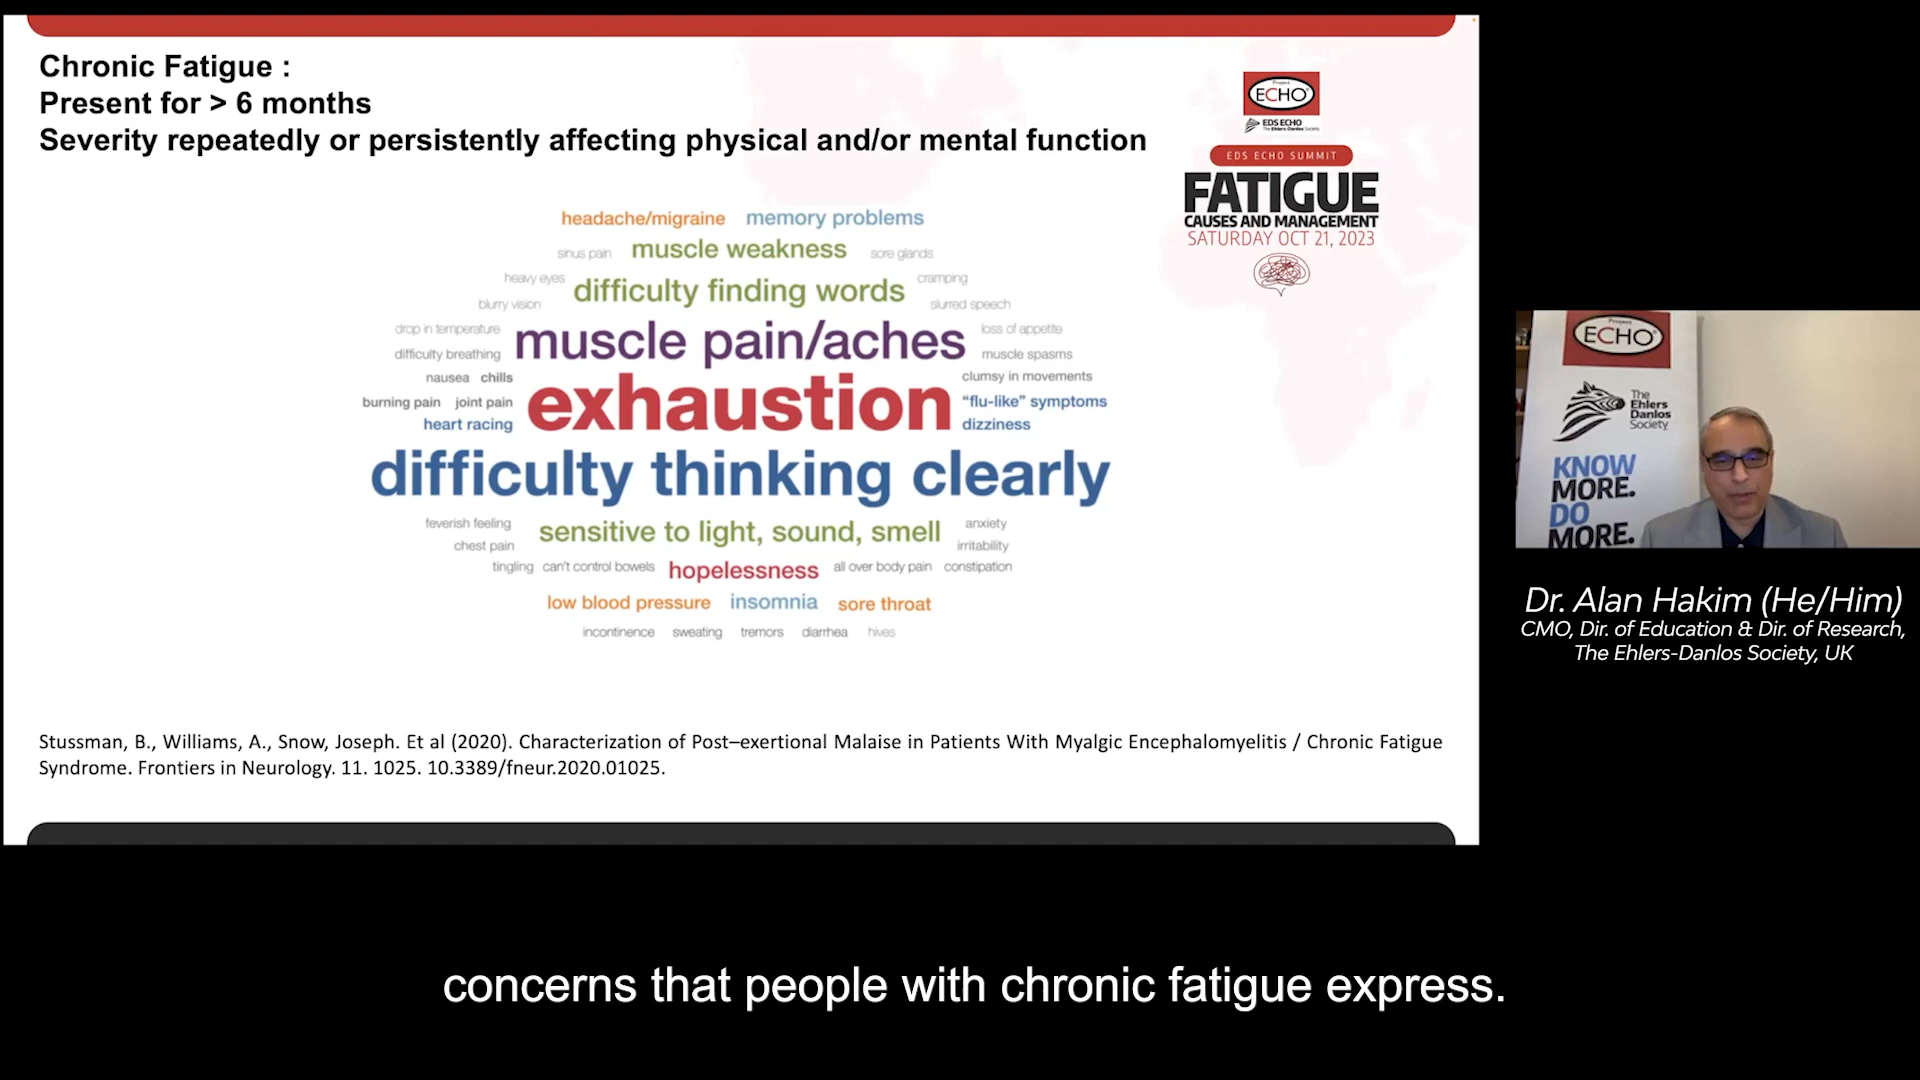 Chronic Fatigue :
Present for > 6 months
Severity repeatedly or persistently affecting physical and/or mental function
Project
ECHO®
EDS ECHO
The Ehlers-Danlos Society
EDS ECHO SUMMIT
FATIGUE
CAUSES AND MANAGEMENT
SATURDAY OCT 21, 2023
headache/migraine memory problems
sinus pain muscle weakness sore glands
heavy eyes difficulty finding words cramping
blurry vision slurred speech
drop in temperature muscle pain/aches loss of appetite
difficulty breathing muscle spasms
nausea chills exhaustion clumsy in movements
burning pain joint pain “flu-like” symptoms
heart racing dizziness
difficulty thinking clearly
feverish feeling sensitive to light, sound, smell anxiety
chest pain irritability
tingling can't control bowels hopelessness all over body pain constipation
low blood pressure insomnia sore throat
incontinence sweating tremors diarrhea hives
Stussman, B., Williams, A., Snow, Joseph. Et al (2020). Characterization of Post–exertional Malaise in Patients With Myalgic Encephalomyelitis / Chronic Fatigue
Syndrome. Frontiers in Neurology. 11. 1025. 10.3389/fneur.2020.01025.
Project
ECHO®
The
Ehlers
Danlos
Society
KNOW
MORE.
DO
MORE.
Dr. Alan Hakim (He/Him)
CMO, Dir. of Education & Dir. of Research,
The Ehlers-Danlos Society, UK
concerns that people with chronic fatigue express.